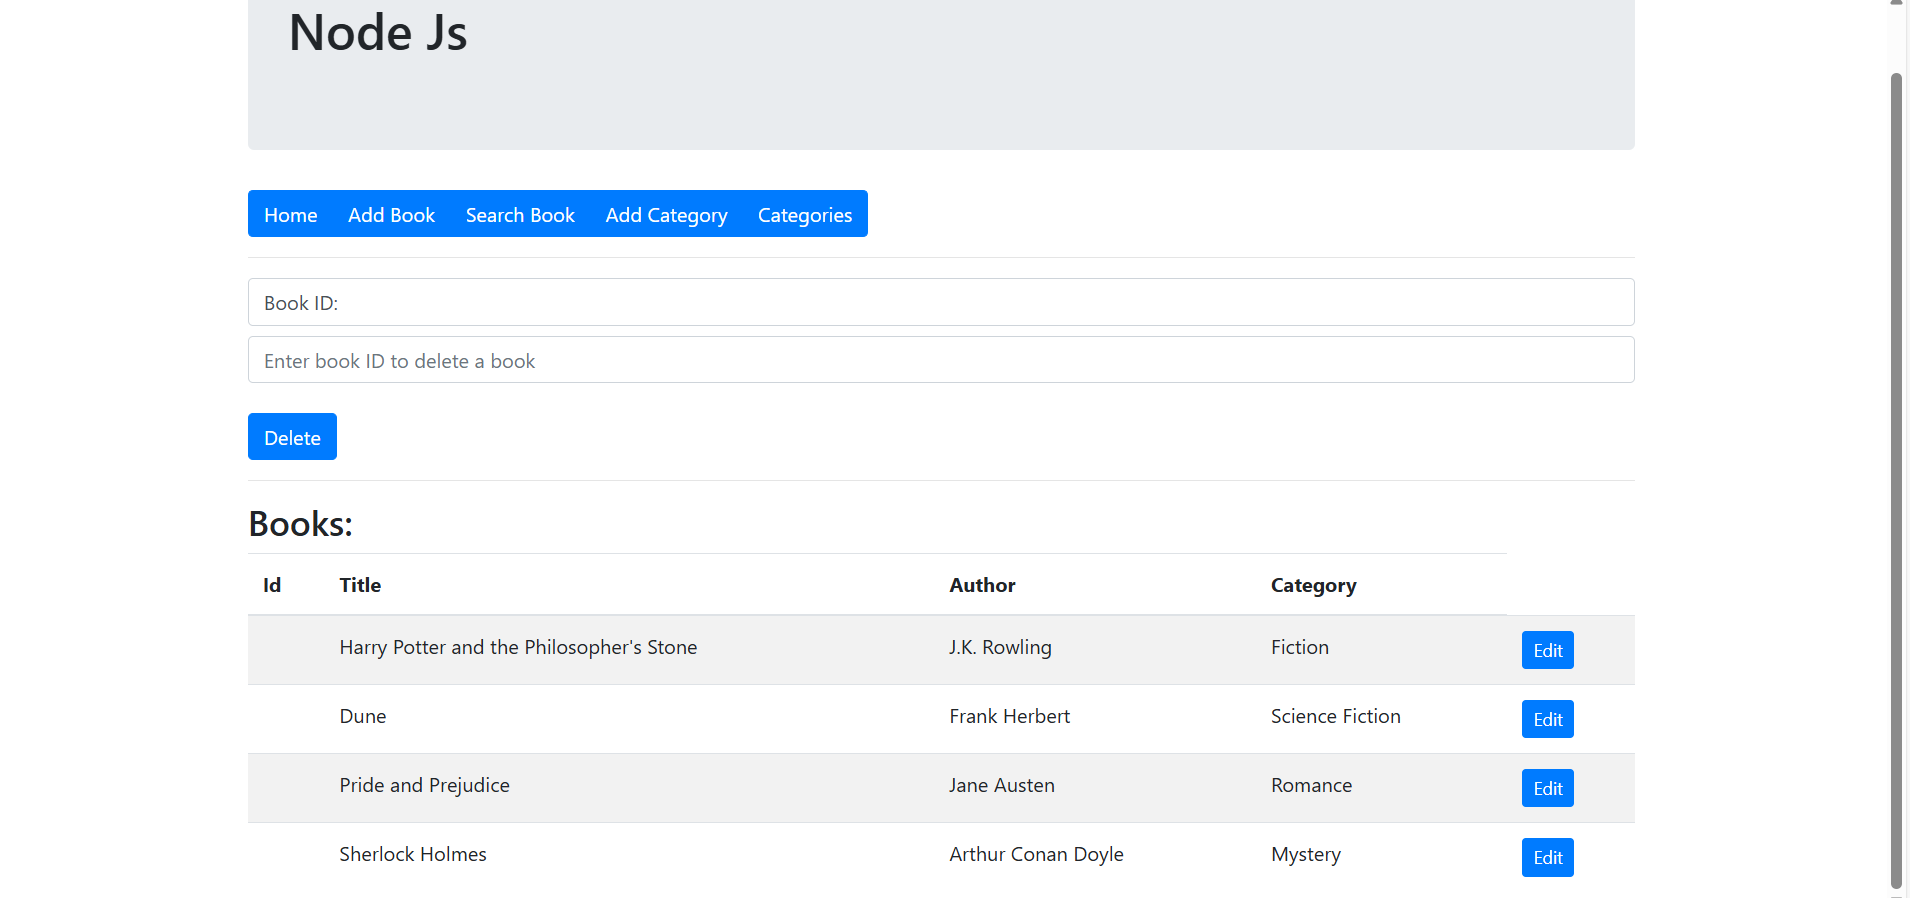 Node Js
Home Add Book Search Book Add Category Categories
Book ID:
Enter book ID to delete a book
Delete
Books:
Id Title Author Category
Harry Potter and the Philosopher's Stone J.K. Rowling Fiction Edit
Dune Frank Herbert Science Fiction Edit
Pride and Prejudice Jane Austen Romance Edit
Sherlock Holmes Arthur Conan Doyle Mystery Edit